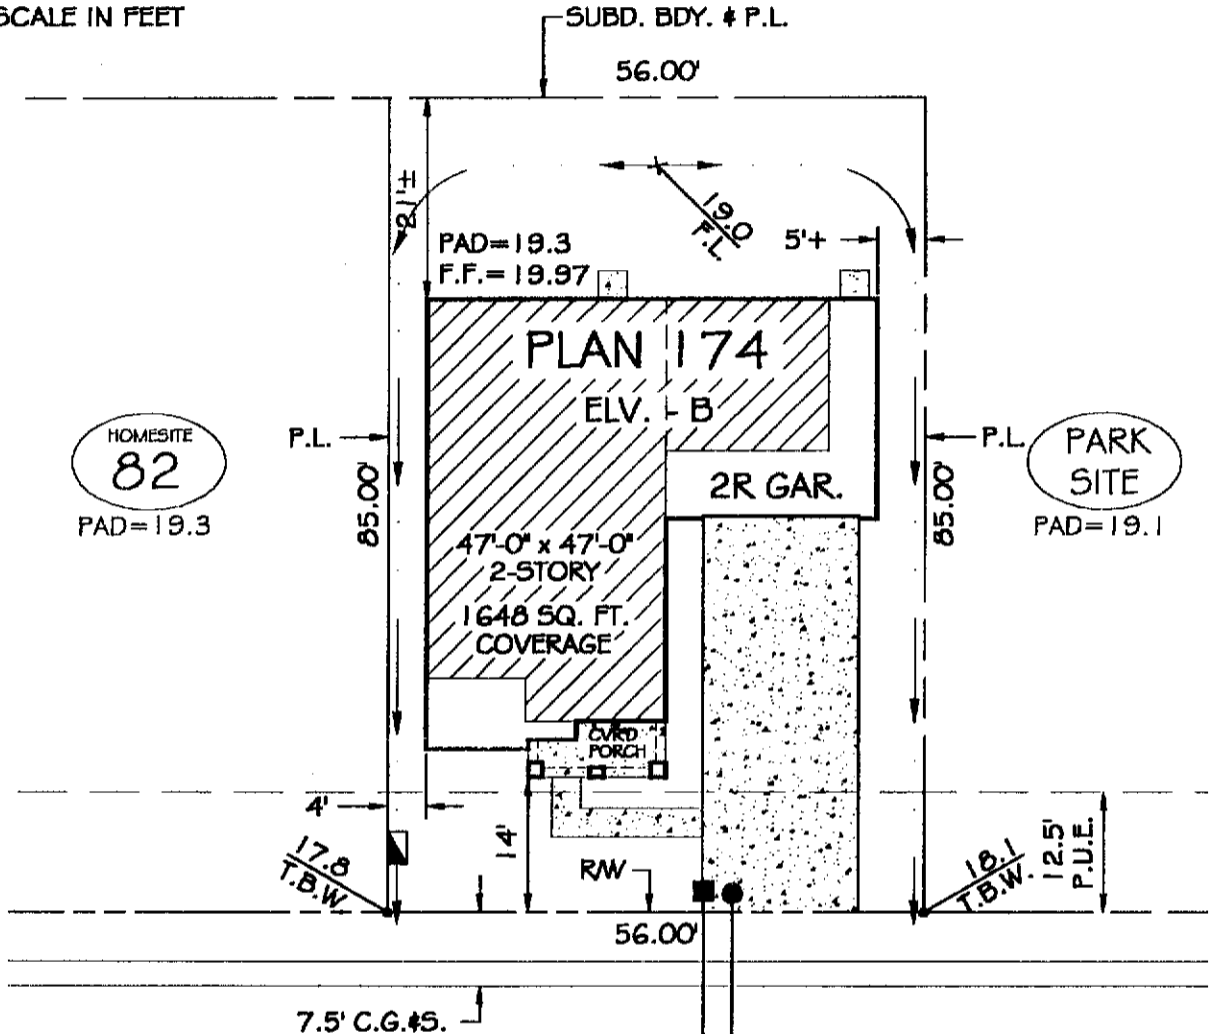 SCALE IN FEET
SUBD. BDY. & P.L.
56.00'
21'±
19.0
F.L.
5'+
PAD=19.3
F.F.=19.97
PLAN 174
ELV. - B
HOMESITE
82
PAD=19.3
P.L.
85.00'
2R GAR.
P.L.
85.00'
PARK
SITE
PAD=19.1
47'-0" x 47'-0"
2-STORY
1648 SQ. FT.
COVERAGE
CVRD
PORCH
4'
14'
17.8
T.B.W.
R/W
18.1
T.B.W.
12.5'
P.U.E.
56.00'
7.5' C.G.&S.